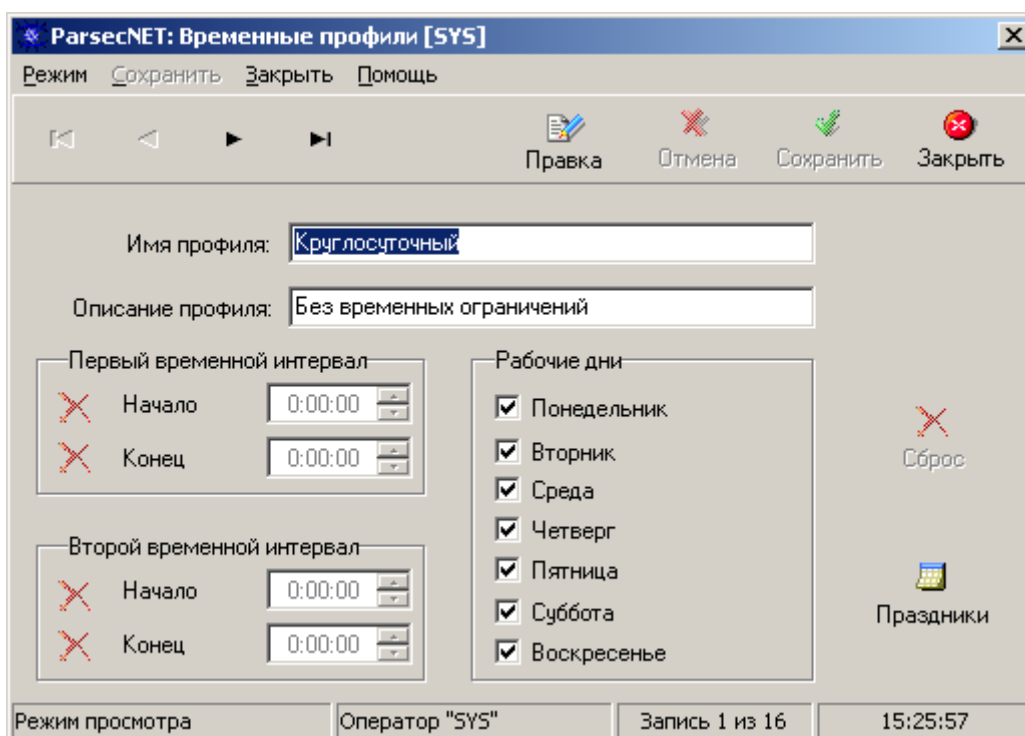 ParsecNET: Временные профили [SYS]
Режим Сохранить Закрыть Помощь
Правка Отмена Сохранить Закрыть
Имя профиля: Круглосуточный
Описание профиля: Без временных ограничений
Первый временной интервал
Начало 0:00:00
Конец 0:00:00
Второй временной интервал
Начало 0:00:00
Конец 0:00:00
Рабочие дни
Понедельник
Вторник
Среда
Четверг
Пятница
Суббота
Воскресенье
Сброс
Праздники
Режим просмотра Оператор "SYS" Запись 1 из 16 15:25:57